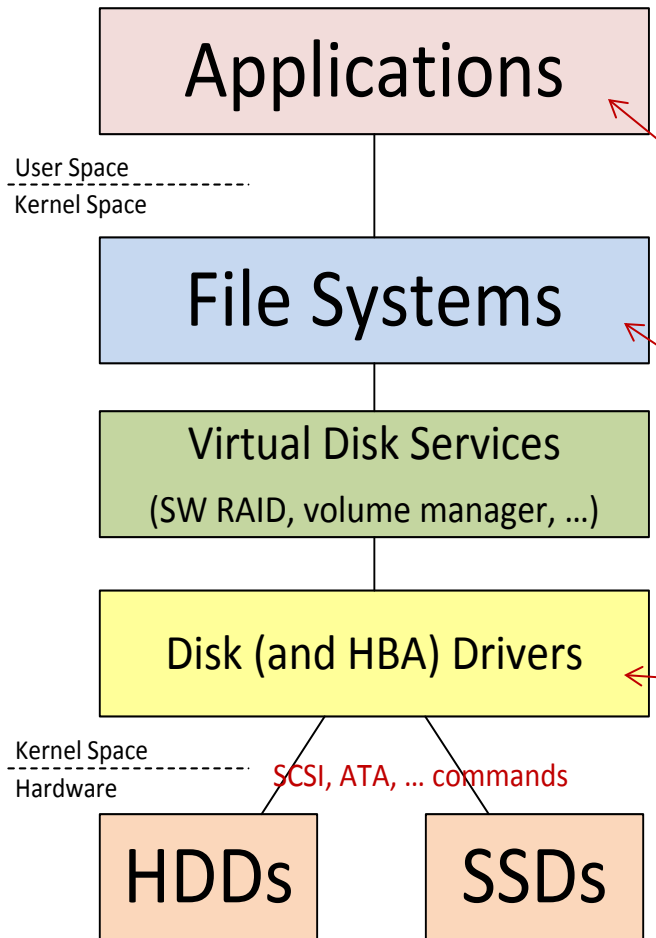 Applications
User Space
Kernel Space
File Systems
Virtual Disk Services
(SW RAID, volume manager, …)
Disk (and HBA) Drivers
Kernel Space
SCSI, ATA, … commands
Hardware
HDDs
SSDs